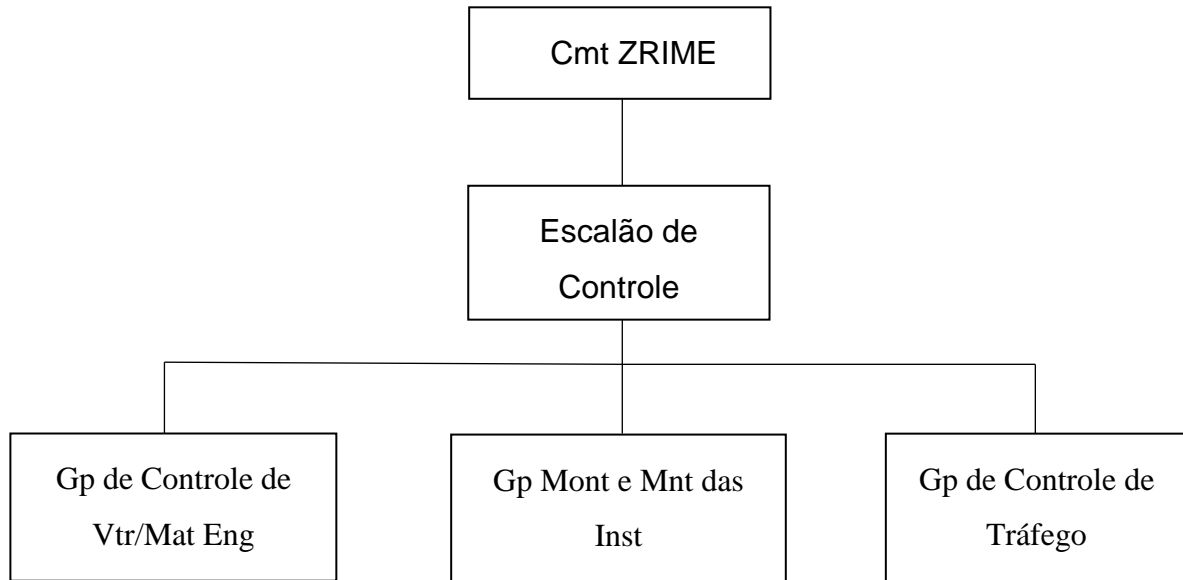 Cmt ZRIME
Escalão de
Controle
Gp de Controle de
Vtr/Mat Eng
Gp Mont e Mnt das
Inst
Gp de Controle de
Tráfego